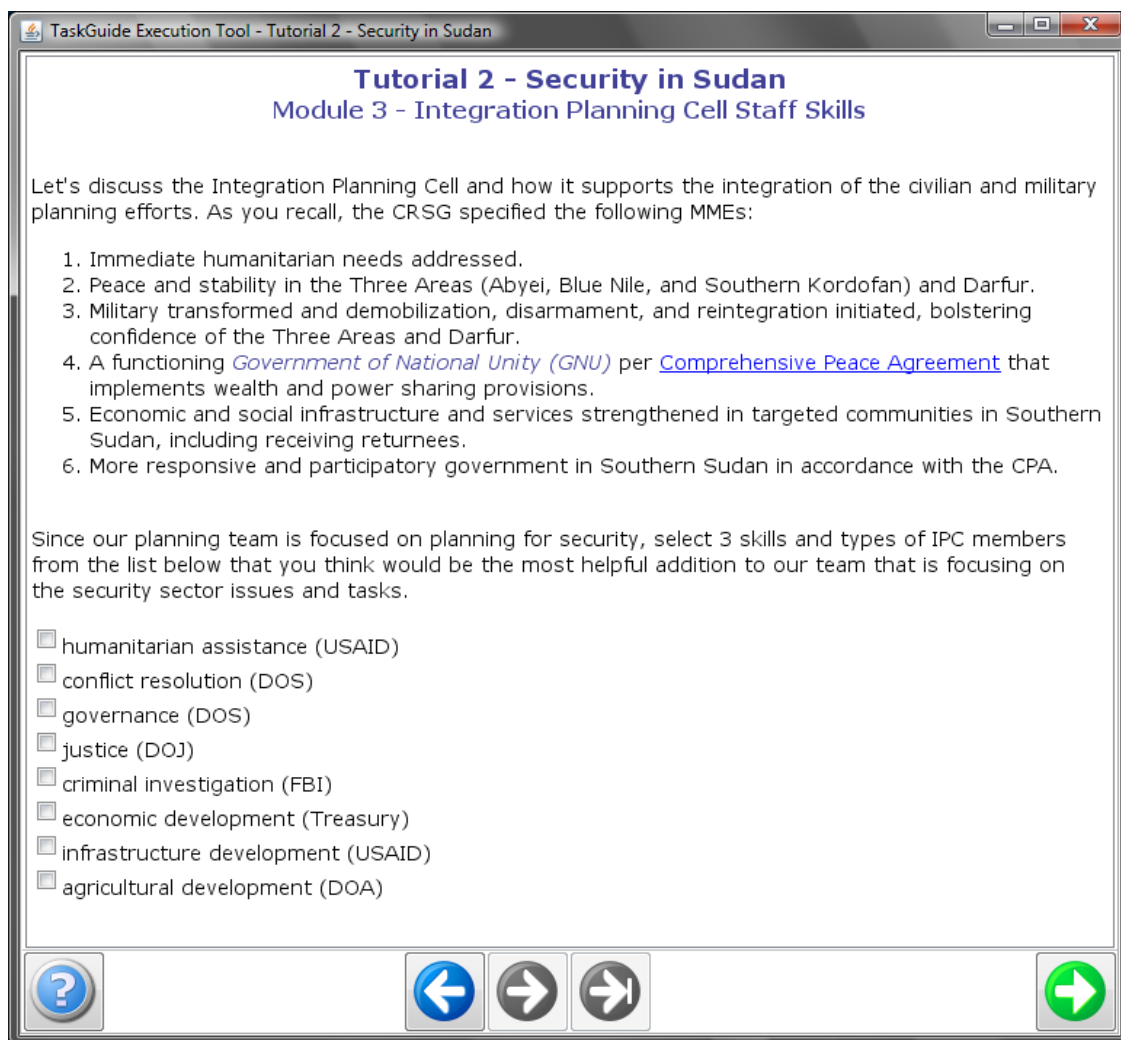 TaskGuide Execution Tool - Tutorial 2 - Security in Sudan
Tutorial 2 - Security in Sudan
Module 3 - Integration Planning Cell Staff Skills
Let's discuss the Integration Planning Cell and how it supports the integration of the civilian and military
planning efforts. As you recall, the CRSG specified the following MMEs:
1. Immediate humanitarian needs addressed.
2. Peace and stability in the Three Areas (Abyei, Blue Nile, and Southern Kordofan) and Darfur.
3. Military transformed and demobilization, disarmament, and reintegration initiated, bolstering
confidence of the Three Areas and Darfur.
4. A functioning Government of National Unity (GNU) per Comprehensive Peace Agreement that
implements wealth and power sharing provisions.
5. Economic and social infrastructure and services strengthened in targeted communities in Southern
Sudan, including receiving returnees.
6. More responsive and participatory government in Southern Sudan in accordance with the CPA.
Since our planning team is focused on planning for security, select 3 skills and types of IPC members
from the list below that you think would be the most helpful addition to our team that is focusing on
the security sector issues and tasks.
humanitarian assistance (USAID)
conflict resolution (DOS)
governance (DOS)
justice (DOJ)
criminal investigation (FBI)
economic development (Treasury)
infrastructure development (USAID)
agricultural development (DOA)